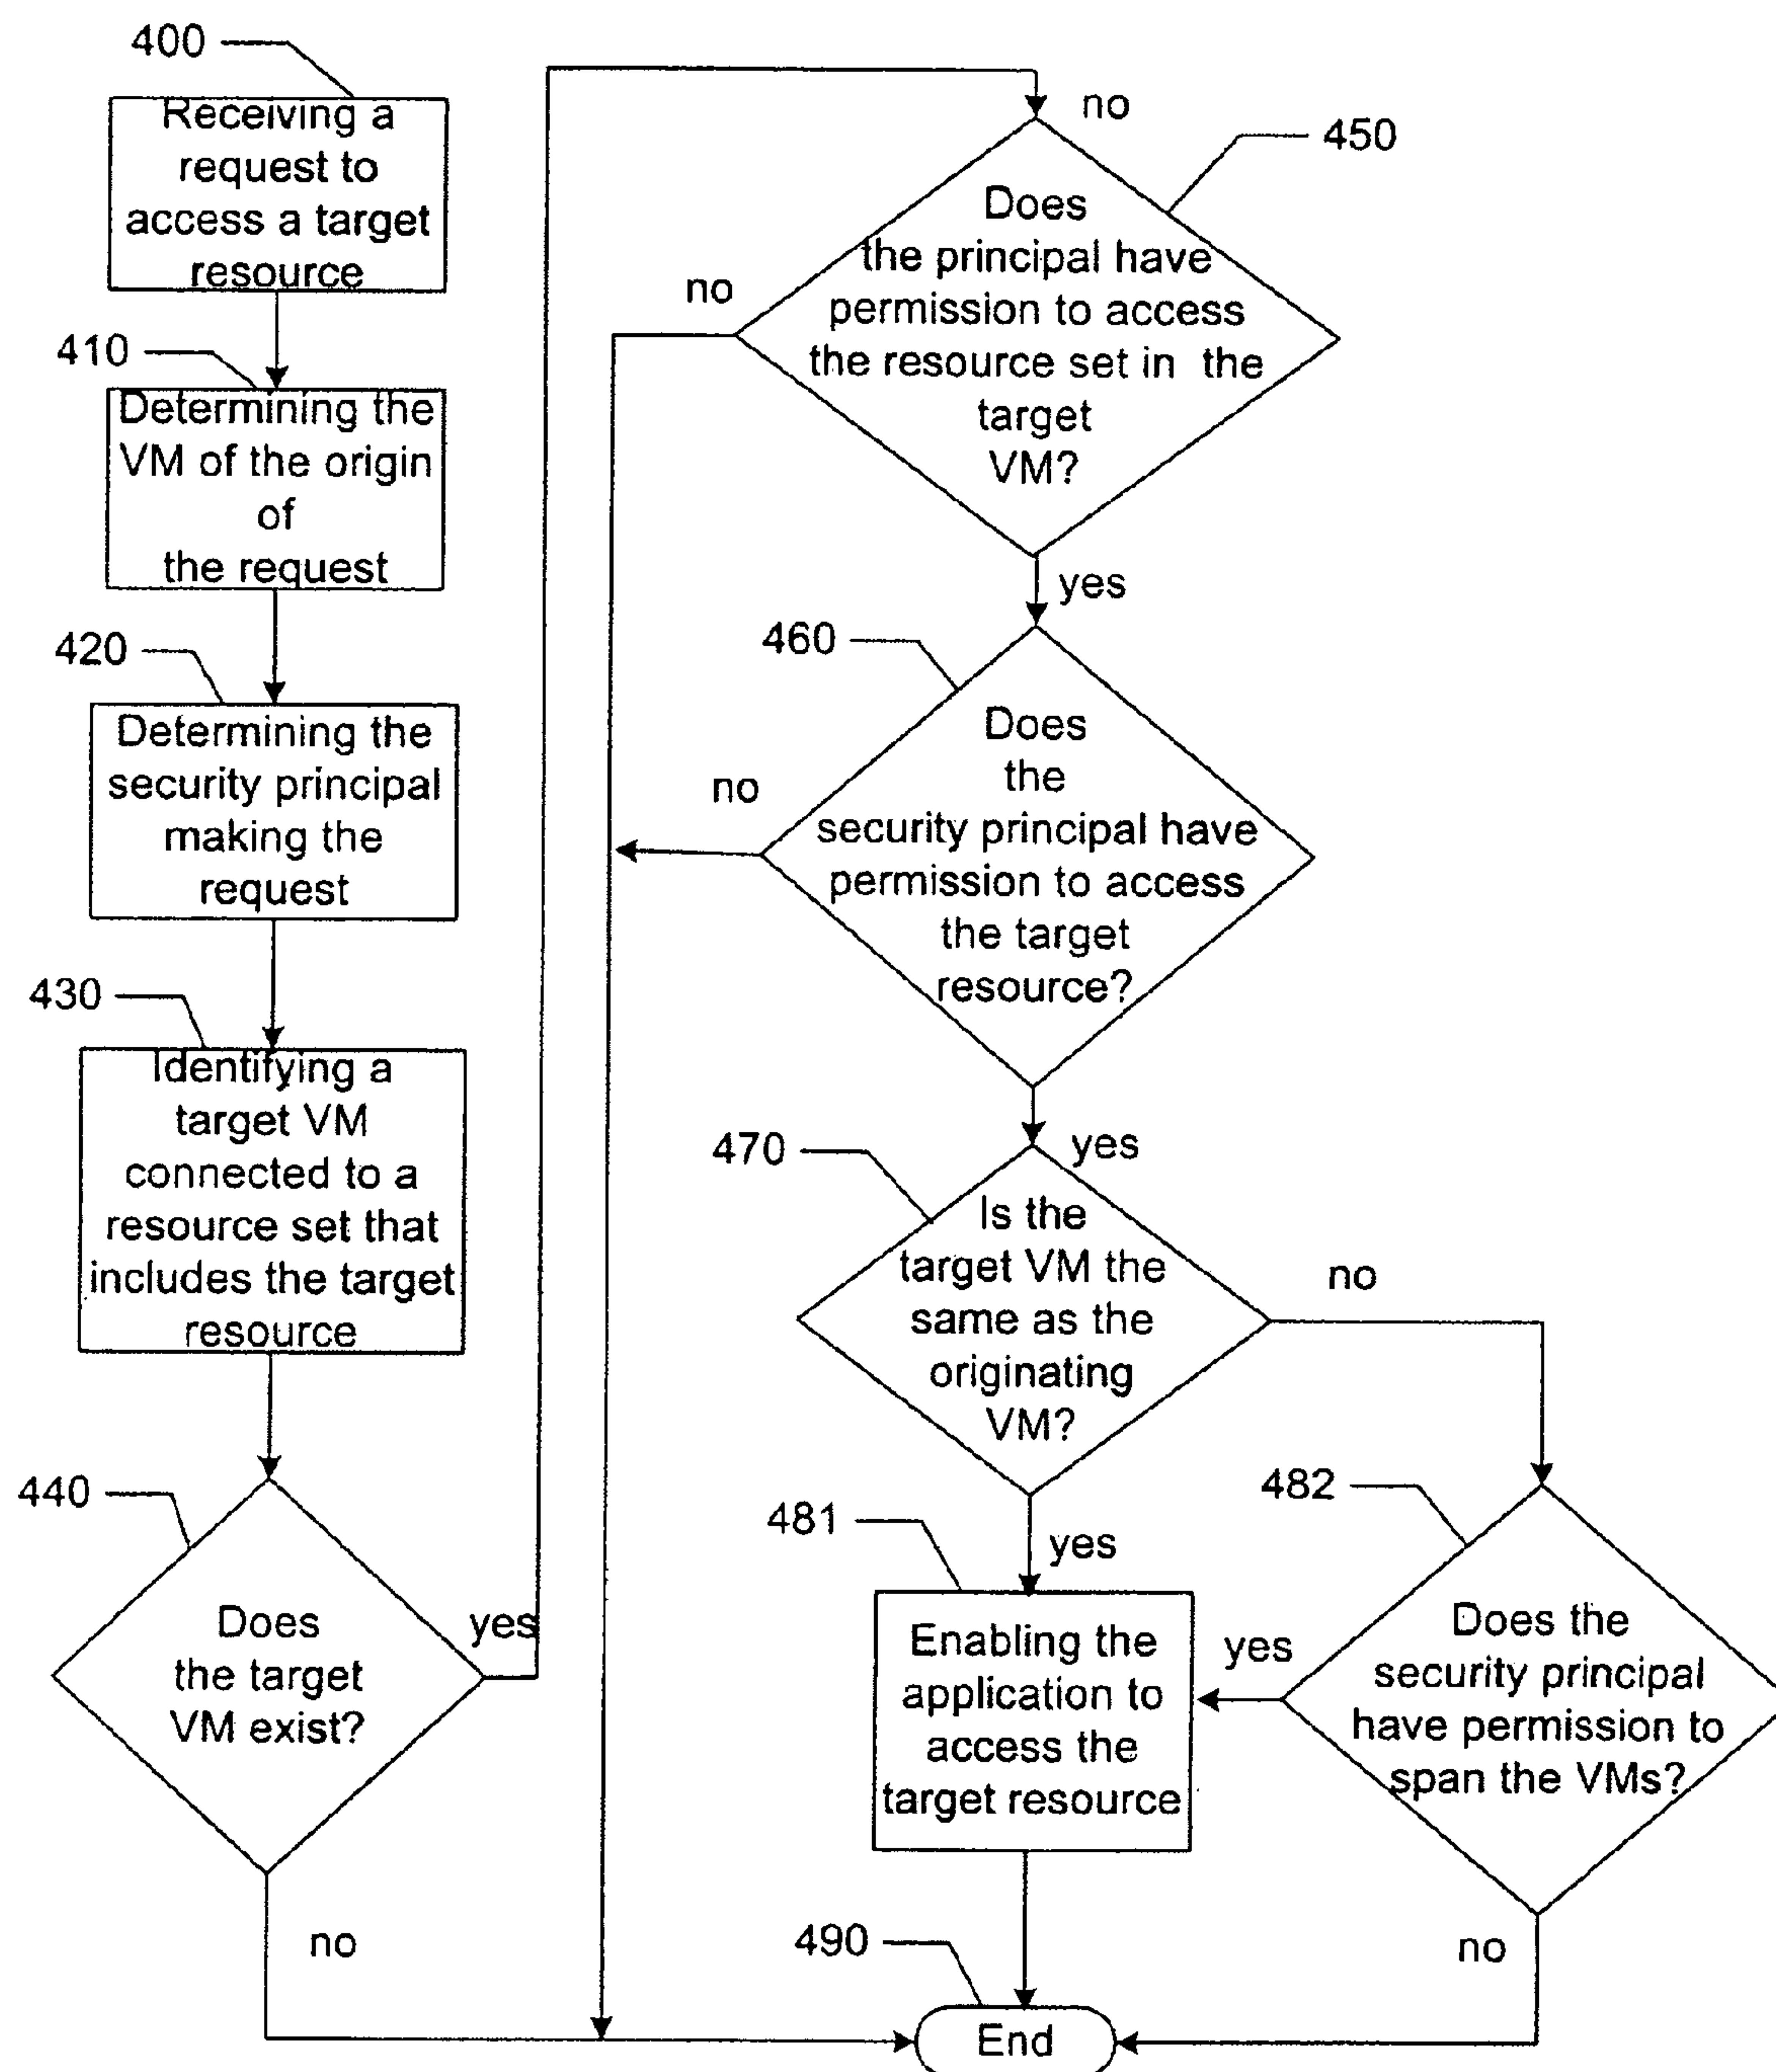 400
Receiving a
request to
access a target
resource
410
Determining the
VM of the origin
of
the request
420
Determining the
security principal
making the
request
430
Identifying a
target VM
connected to a
resource set that
includes the target
resource
440
Does
the target
VM exist?
yes
no
no
450
Does
the principal have
permission to access
the resource set in the
target
VM?
no
yes
460
Does
the
security principal have
permission to access
the target
resource?
no
yes
470
Is the
target VM the
same as the
originating
VM?
no
yes
481
Enabling the
application to
access the
target resource
482
Does the
security principal
have permission to
span the VMs?
yes
no
490
End